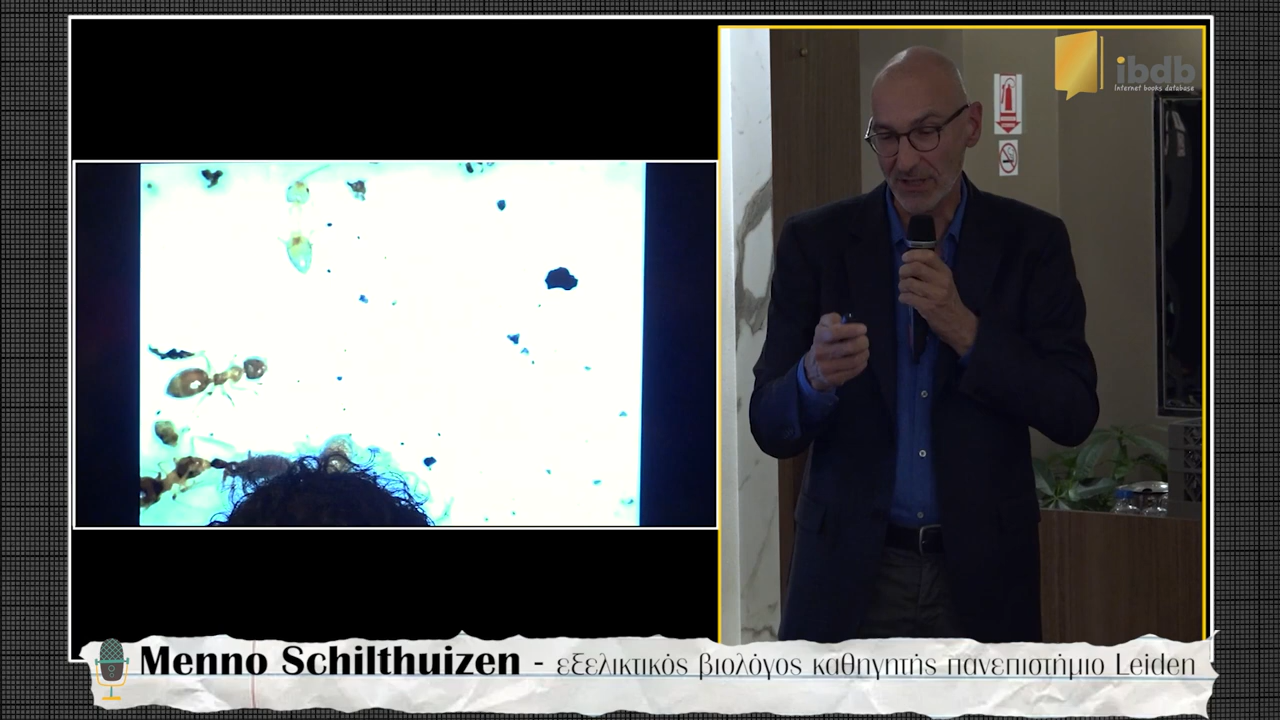 ibdb
Internet books database
Menno Schilthuizen - εξελικτικός βιολόγος καθηγητής πανεπιστήμιο Leiden